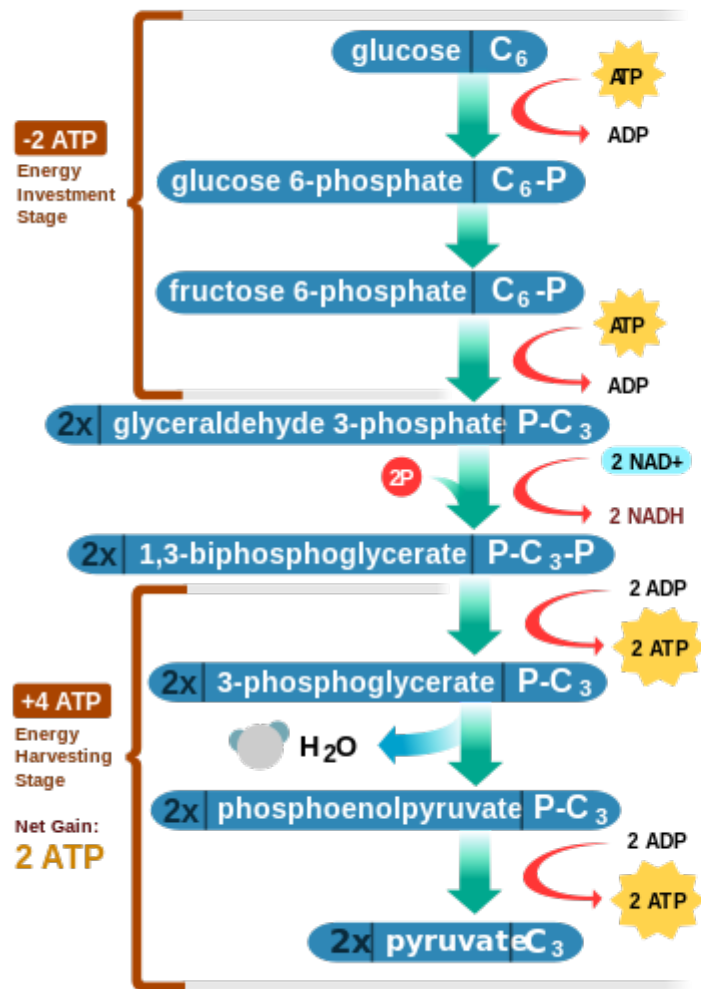 glucose C6
ATP
ADP
-2 ATP
Energy
Investment
Stage
glucose 6-phosphate C6-P
fructose 6-phosphate C6-P
ATP
ADP
2x glyceraldehyde 3-phosphate P-C3
2P
2 NAD+
2 NADH
2x 1,3-biphosphoglycerate P-C3-P
2 ADP
2 ATP
2x 3-phosphoglycerate P-C3
+4 ATP
Energy
Harvesting
Stage
H2O
2x phosphoenolpyruvate P-C3
Net Gain:
2 ATP
2 ADP
2 ATP
2x pyruvate C3